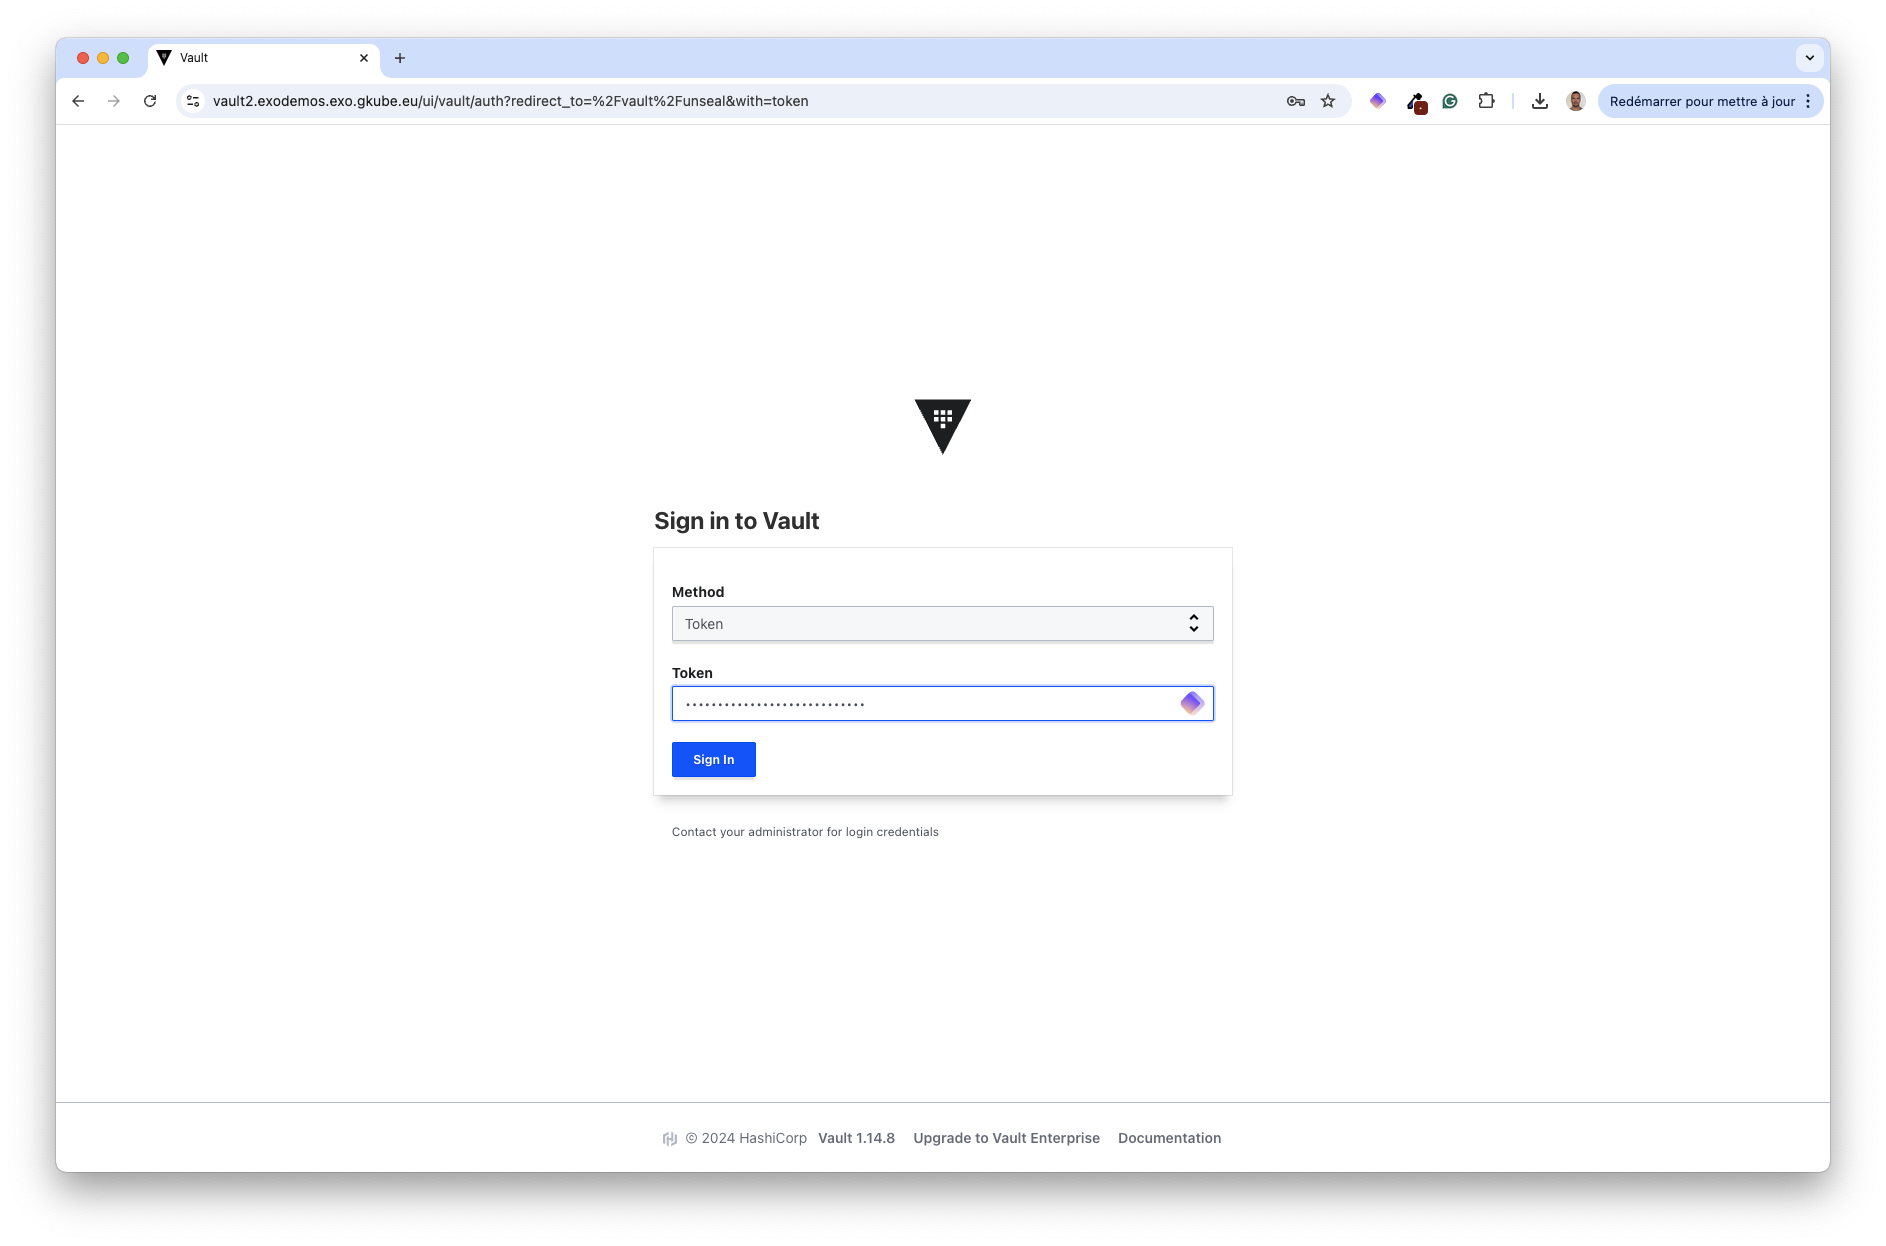 Vault
vault2.exodemos.exo.gkube.eu/ui/vault/auth?redirect_to=%2Fvault%2Funseal&with=token
Redémarrer pour mettre à jour
Sign in to Vault
Method
Token
Token
Sign In
Contact your administrator for login credentials
© 2024 HashiCorp Vault 1.14.8 Upgrade to Vault Enterprise Documentation